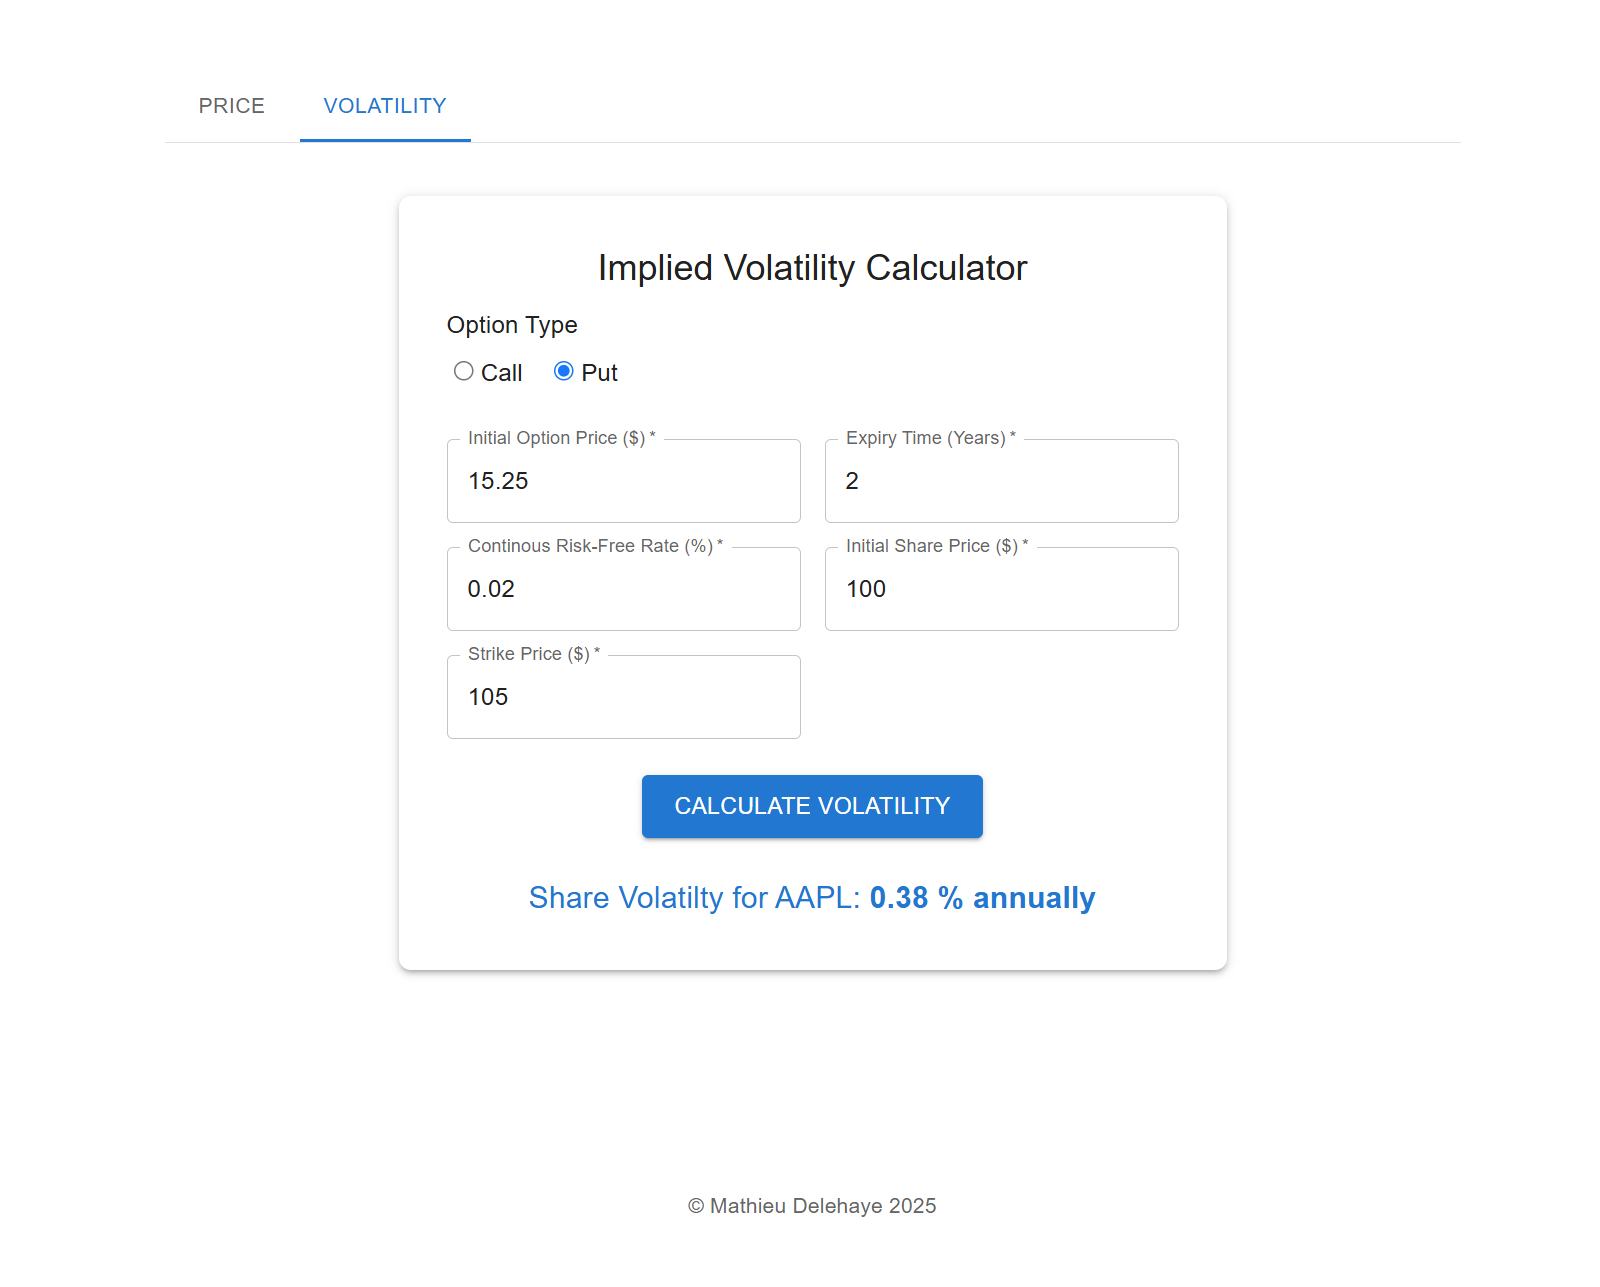 PRICE VOLATILITY
Implied Volatility Calculator
Option Type
Call Put
Initial Option Price ($) * Expiry Time (Years) *
15.25 2
Continous Risk-Free Rate (%) * Initial Share Price ($) *
0.02 100
Strike Price ($) *
105
CALCULATE VOLATILITY
Share Volatilty for AAPL: 0.38 % annually
© Mathieu Delehaye 2025